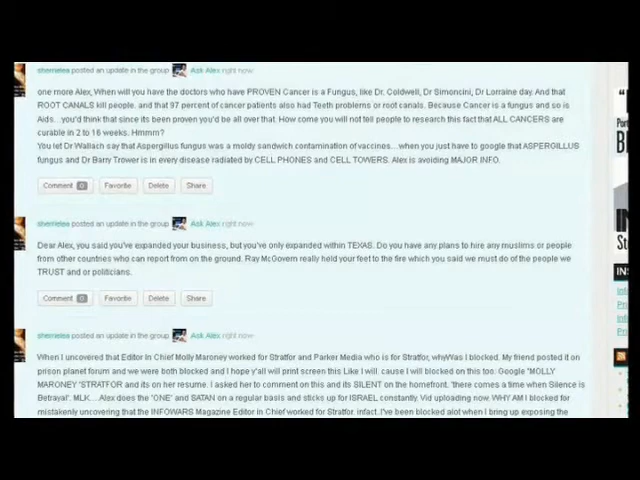 sherrielea posted an update in the group Ask Alex right now
one more Alex, When will you have the doctors who have PROVEN Cancer is a Fungus, like Dr. Coldwell, Dr Simoncini, Dr Lorraine day. And that
ROOT CANALS kill people. and that 97 percent of cancer patients also had Teeth problems or root canals. Because Cancer is a fungus and so is
Aids...you'd think that since its been proven you'd be all over that. How come you will not tell people to research this fact that ALL CANCERS are
curable in 2 to 16 weeks. Hmmm?
You let Dr Wallach say that Aspergillus fungus was a moldy sandwich contamination of vaccines....when you just have to google that ASPERGILLUS
fungus and Dr Barry Trower is in every disease radiated by CELL PHONES and CELL TOWERS. Alex is avoiding MAJOR INFO.
Comment 0 Favorite Delete Share
sherrielea posted an update in the group Ask Alex right now
Dear Alex, you said you've expanded your business, but you've only expanded within TEXAS. Do you have any plans to hire any muslims or people
from other countries who can report from on the ground. Ray McGovern really held your feet to the fire which you said we must do of the people we
TRUST and or politicians.
Comment 0 Favorite Delete Share
sherrielea posted an update in the group Ask Alex right now
When I uncovered that Editor In Chief Molly Maroney worked for Stratfor and Parker Media who is for Stratfor, whyWas I blocked. My friend posted it on
prison planet forum and we were both blocked and I hope y'all will print screen this Like I will. cause I will blocked on this too. Google 'MOLLY
MARONEY 'STRATFOR and its on her resume. I asked her to comment on this and its SILENT on the homefront. 'there comes a time when Silence is
Betrayal'. MLK....Alex does the 'ONE' and SATAN on a regular basis and sticks up for ISRAEL constantly. Vid uploading now. WHY AM I blocked for
mistakenly uncovering that the INFOWARS Magazine Editor in Chief worked for Stratfor. infact, I've been blocked alot when I bring up exposing the